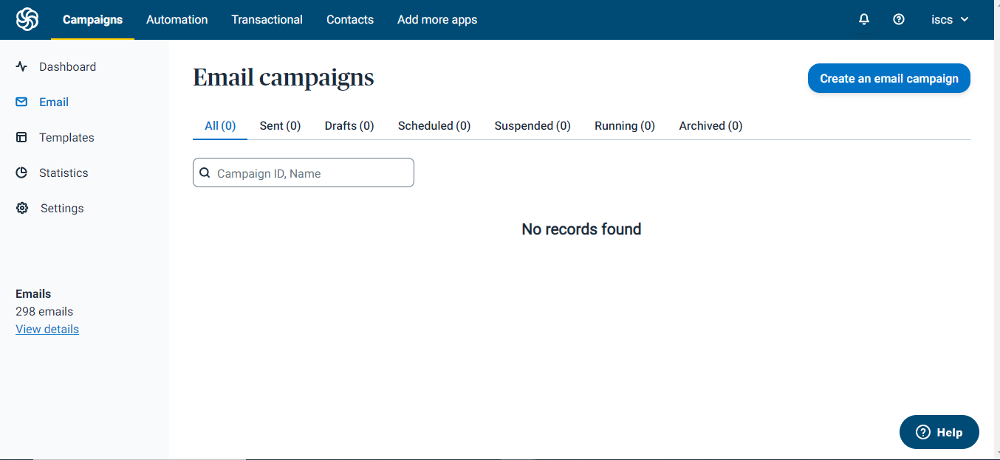 Campaigns Automation Transactional Contacts Add more apps iscs
Dashboard
Email
Templates
Statistics
Settings
Emails
298 emails
View details
Email campaigns
Create an email campaign
All (0) Sent (0) Drafts (0) Scheduled (0) Suspended (0) Running (0) Archived (0)
Campaign ID, Name
No records found
Help